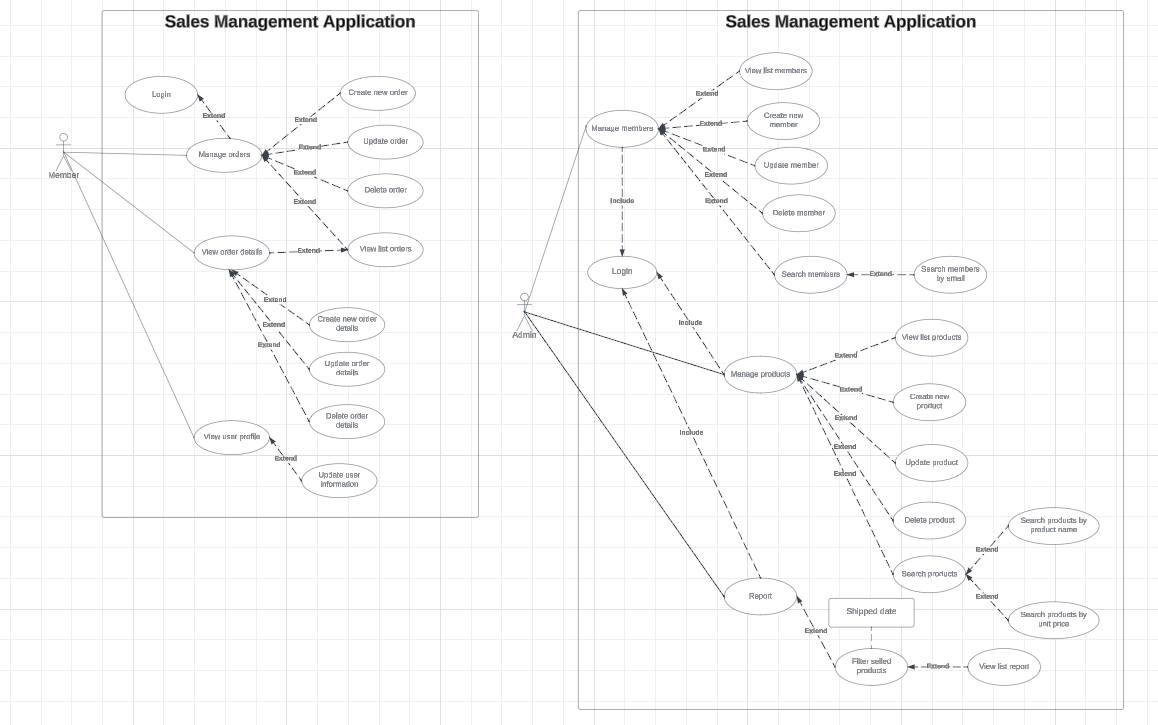 Sales Management Application
Login
Extend
Create new order
Extend
Manage orders
Extend
Update order
Extend
Delete order
Extend
Member
View order details
Extend
View list orders
Extend
Create new order
details
Extend
Extend
Update order
details
Delete order
details
View user profile
Extend
Update user
information
Sales Management Application
View list members
Extend
Manage members
Extend
Create new
member
Extend
Update member
Extend
Extend
Include
Delete member
Login
Search members
Extend
Search members
by email
Admin
Include
View list products
Extend
Manage products
Extend
Create new
product
Extend
Include
Extend
Update product
Extend
Delete product
Search products by
product name
Extend
Search products
Extend
Search products by
unit price
Report
Shipped date
Extend
Filter selled
products
Extend
View list report